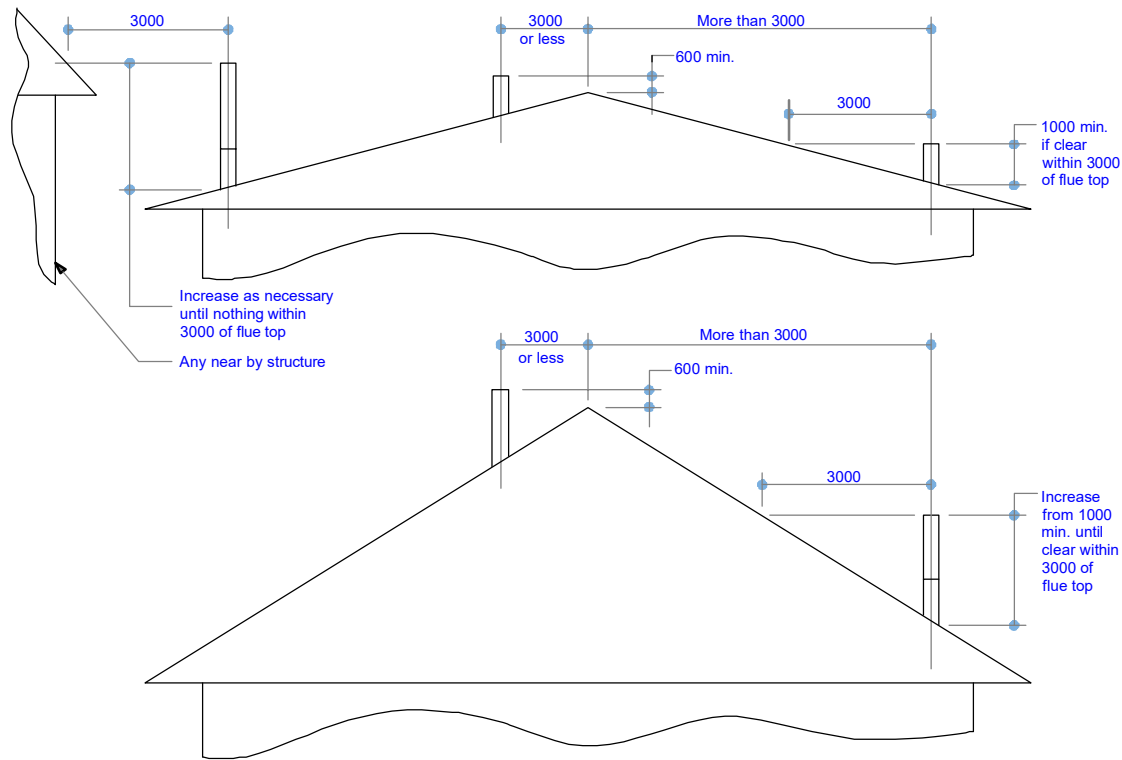 3000
3000
or less
More than 3000
600 min.
3000
1000 min.
if clear
within 3000
of flue top
Increase as necessary
until nothing within
3000 of flue top
Any near by structure
3000
or less
More than 3000
600 min.
3000
Increase
from 1000
min. until
clear within
3000 of
flue top